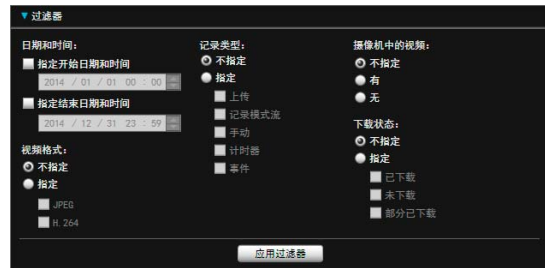 过滤器
日期和时间:
指定开始日期和时间
2014 / 01 / 01 00 : 00
指定结束日期和时间
2014 / 12 / 31 23 : 59
视频格式:
不指定
指定
JPEG
H.264
记录类型:
不指定
指定
上传
记录模式流
手动
计时器
事件
摄像机中的视频:
不指定
有
无
下载状态:
不指定
指定
已下载
未下载
部分已下载
应用过滤器